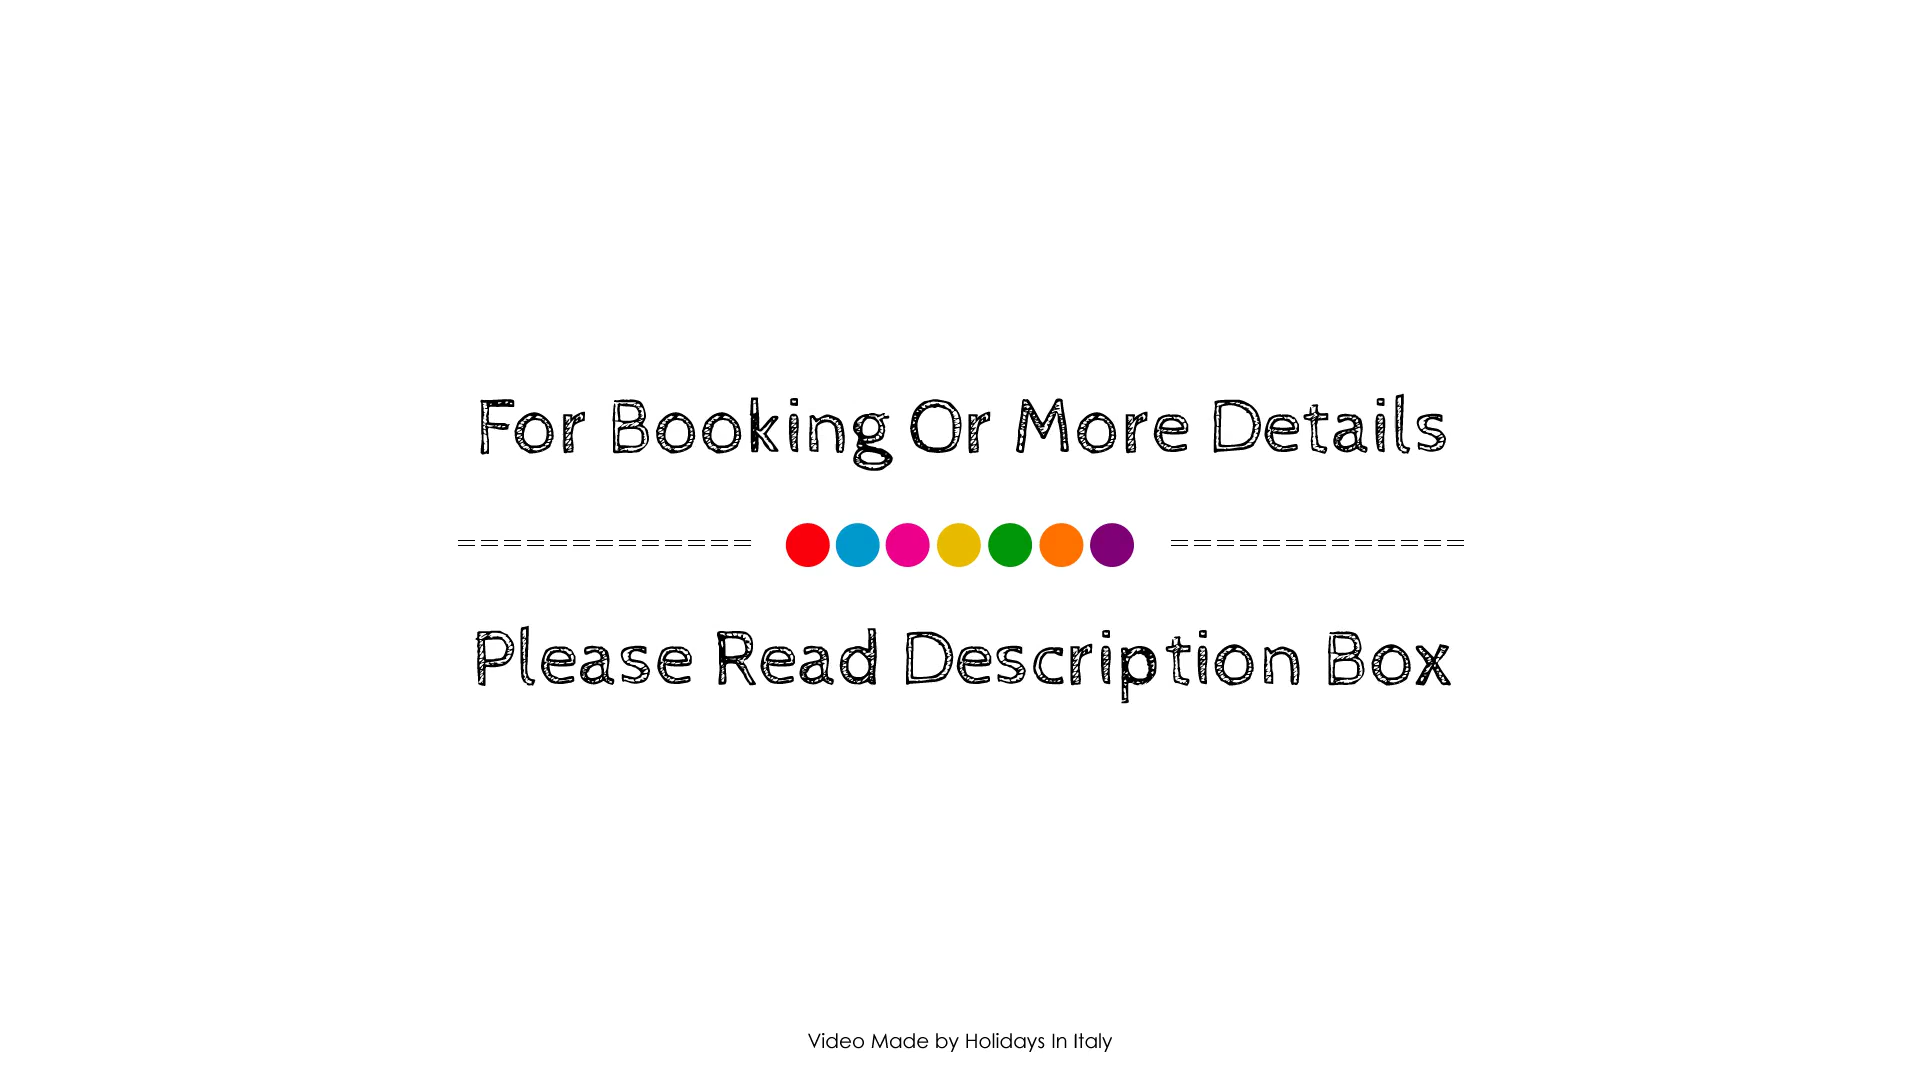 For Booking Or More Details
============= =============
Please Read Description Box
Video Made by Holidays In Italy